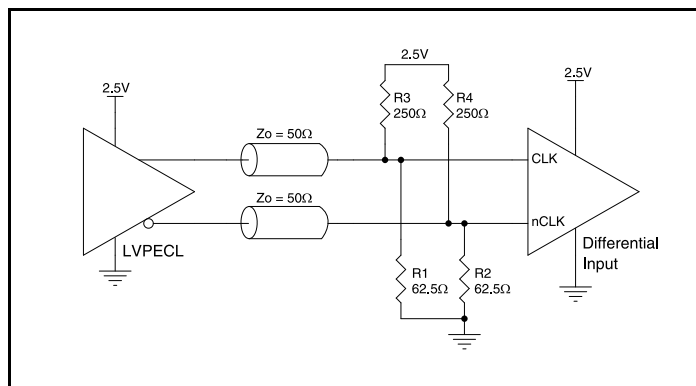 2.5V
2.5V
2.5V
R3
250Ω
R4
250Ω
Zo = 50Ω
CLK
Zo = 50Ω
nCLK
LVPECL
Differential
Input
R1
62.5Ω
R2
62.5Ω